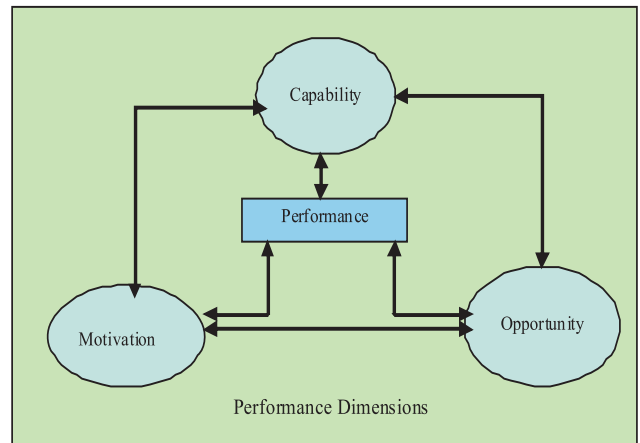 Capability
Performance
Motivation
Opportunity
Performance Dimensions